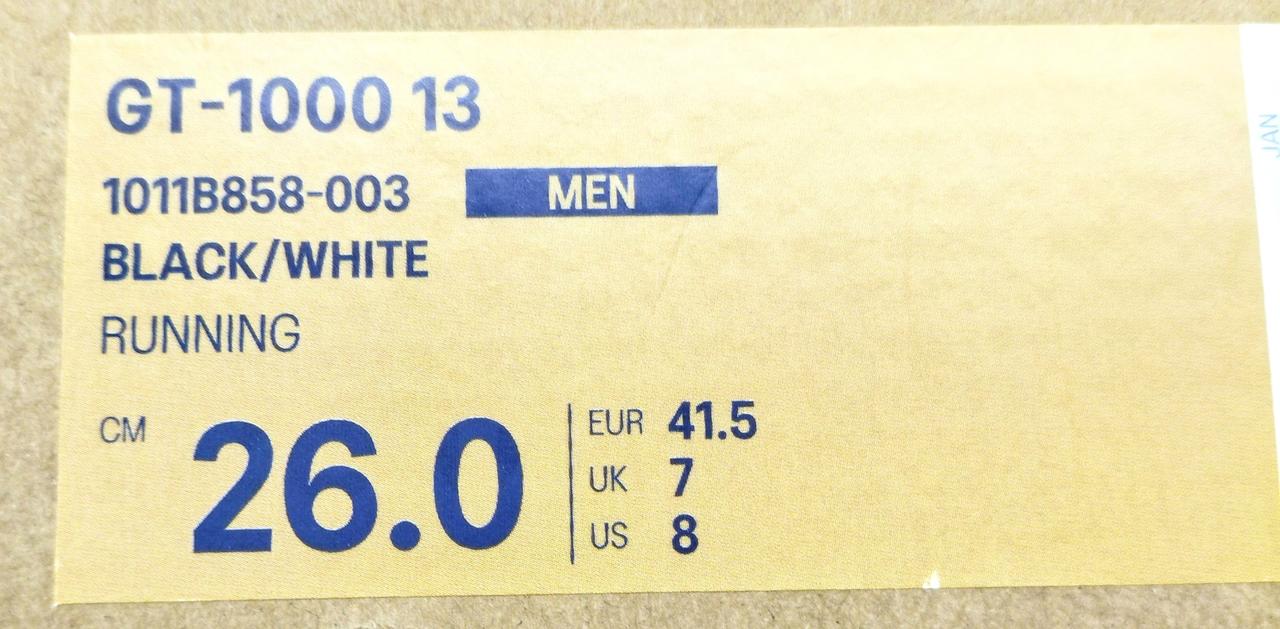 GT-1000 13
1011B858-003 MEN
BLACK/WHITE
RUNNING
CM 26.0
EUR 41.5
UK 7
US 8
JAN